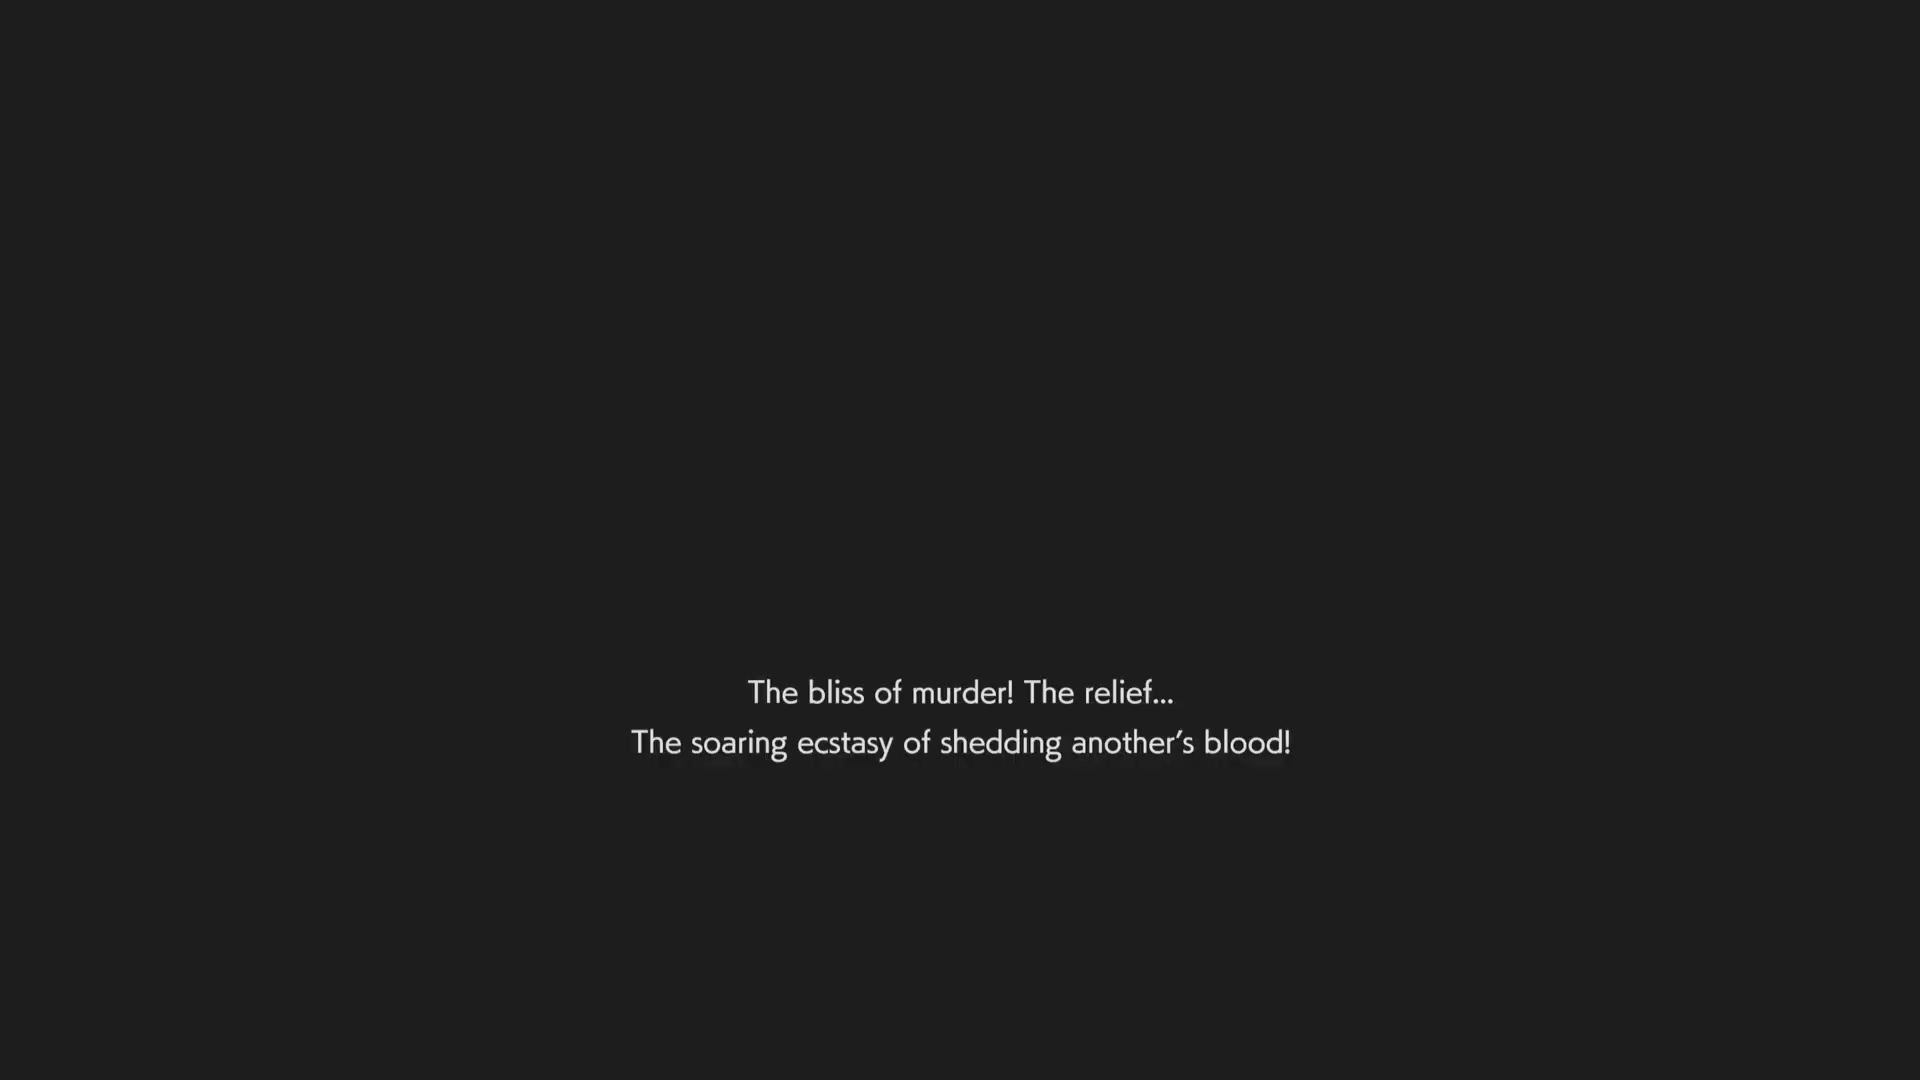 The bliss of murder! The relief...
The soaring ecstasy of shedding another's blood!